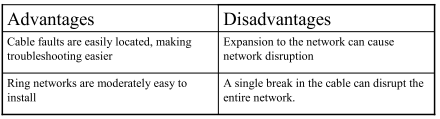 Advantages
Disadvantages
Cable faults are easily located, making
troubleshooting easier
Expansion to the network can cause
network disruption
Ring networks are moderately easy to
install
A single break in the cable can disrupt the
entire network.